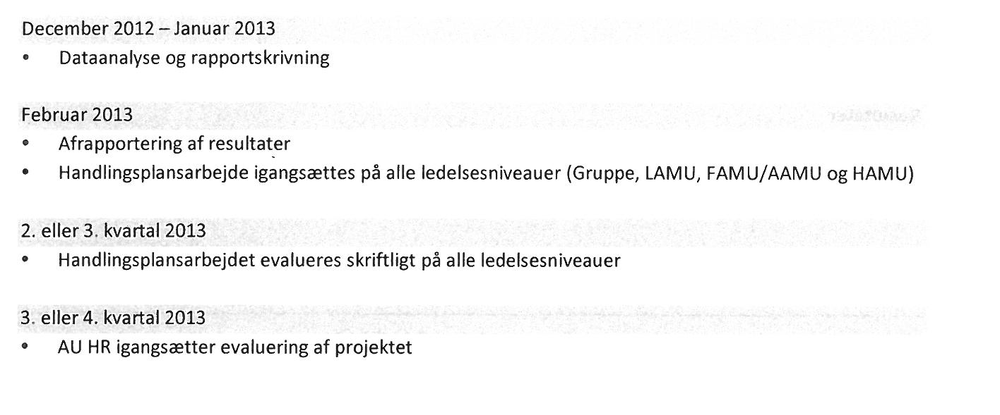 December 2012 – Januar 2013
• Dataanalyse og rapportskrivning
Februar 2013
• Afrapportering af resultater
• Handlingsplansarbejde igangsættes på alle ledelsesniveauer (Gruppe, LAMU, FAMU/AAMU og HAMU)
2. eller 3. kvartal 2013
• Handlingsplansarbejdet evalueres skriftligt på alle ledelsesniveauer
3. eller 4. kvartal 2013
• AU HR igangsætter evaluering af projektet